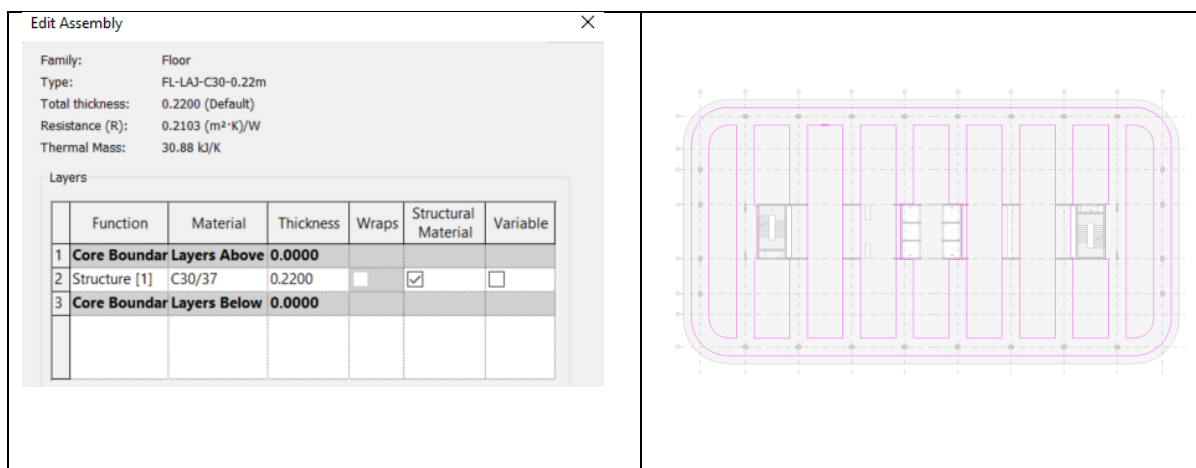 Edit Assembly
Family: Floor
Type: FL-LAJ-C30-0.22m
Total thickness: 0.2200 (Default)
Resistance (R): 0.2103 (m²·K)/W
Thermal Mass: 30.88 kJ/K
Layers
Function Material Thickness Wraps Structural Material Variable
1 Core Boundar Layers Above 0.0000
2 Structure [1] C30/37 0.2200
3 Core Boundar Layers Below 0.0000